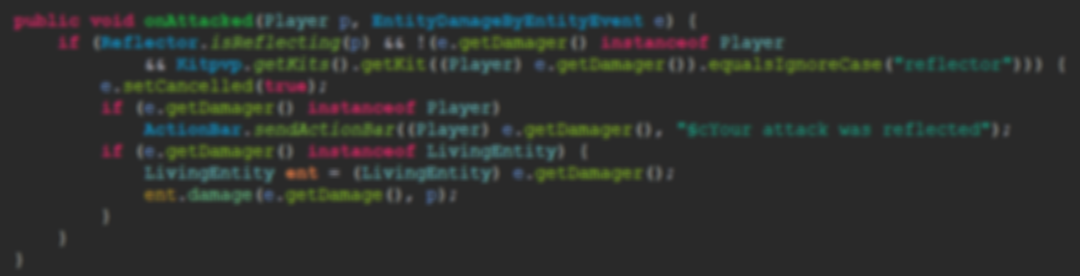 public void onAttacked(Player p, EntityDamageByEntityEvent e) {
if (Reflector.isReflecting(p) && !(e.getDamager() instanceof Player
&& Kitpvp.getKits().getKit((Player) e.getDamager()).equalsIgnoreCase("reflector"))) {
e.setCancelled(true);
if (e.getDamager() instanceof Player)
ActionBar.sendActionBar((Player) e.getDamager(), "§cYour attack was reflected");
if (e.getDamager() instanceof LivingEntity) {
LivingEntity ent = (LivingEntity) e.getDamager();
ent.damage(e.getDamage(), p);
}
}
}